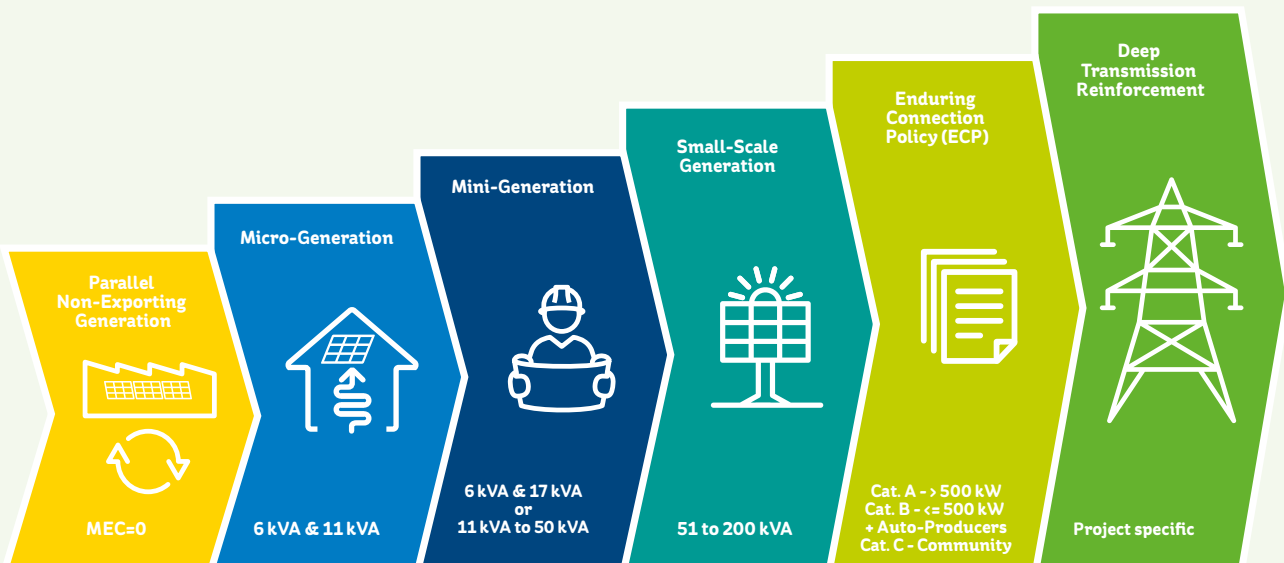 Parallel
Non-Exporting
Generation
MEC=0
Micro-Generation
6 kVA & 11 kVA
Mini-Generation
6 kVA & 17 kVA
or
11 kVA to 50 kVA
Small-Scale
Generation
51 to 200 kVA
Enduring
Connection
Policy (ECP)
Cat. A - > 500 kW
Cat. B - <= 500 kW
+ Auto-Producers
Cat. C - Community
Deep
Transmission
Reinforcement
Project specific